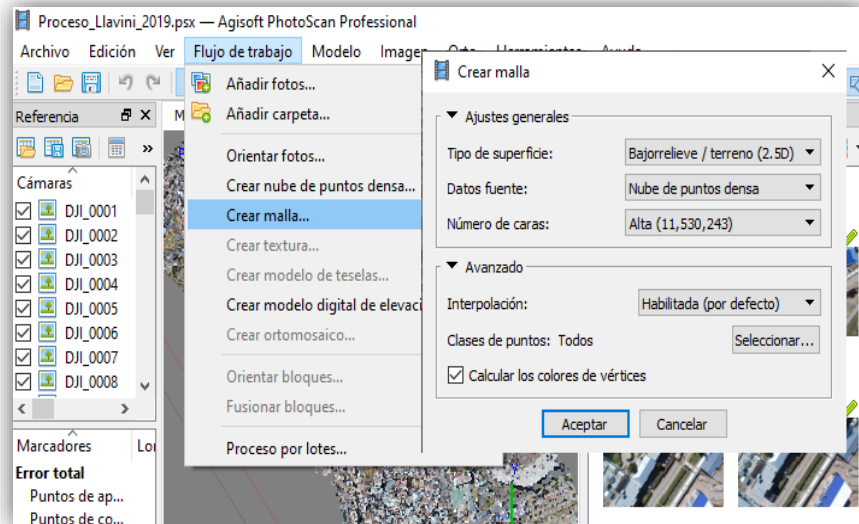 Proceso_Llavini_2019.psx — Agisoft PhotoScan Professional
Archivo Edición Ver Flujo de trabajo Modelo Imagen
Referencia
Cámaras
DJI_0001
DJI_0002
DJI_0003
DJI_0004
DJI_0005
DJI_0006
DJI_0007
DJI_0008
Marcadores Lo
Error total
Puntos de ap...
Puntos de co...
M
Añadir fotos...
Añadir carpeta...
Orientar fotos...
Crear nube de puntos densa...
Crear malla...
Crear textura...
Crear modelo de teselas...
Crear modelo digital de elevaci
Crear ortomosaico...
Orientar bloques...
Fusionar bloques...
Proceso por lotes...
Crear malla
Ajustes generales
Tipo de superficie: Bajorrelieve / terreno (2.5D)
Datos fuente: Nube de puntos densa
Número de caras: Alta (11,530,243)
Avanzado
Interpolación: Habilitada (por defecto)
Clases de puntos: Todos Seleccionar...
Calcular los colores de vértices
Aceptar Cancelar
Y